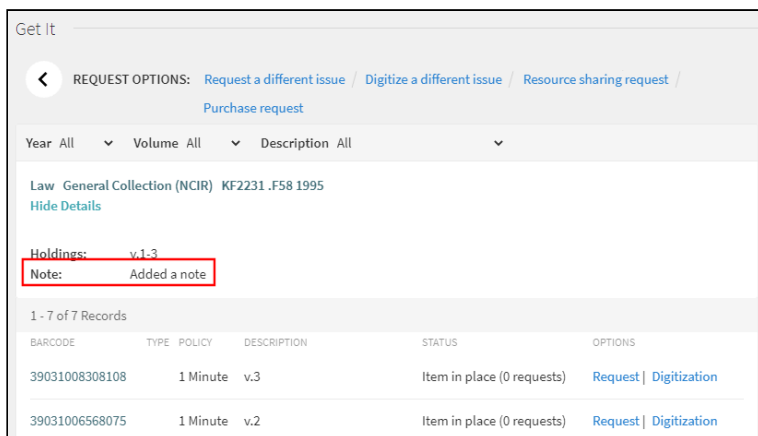 Get It
REQUEST OPTIONS: Request a different issue / Digitize a different issue / Resource sharing request /
Purchase request
Year All Volume All Description All
Law General Collection (NCIR) KF2231 .F58 1995
Hide Details
Holdings: v.1-3
Note: Added a note
1 - 7 of 7 Records
BARCODE TYPE POLICY DESCRIPTION STATUS OPTIONS
39031008308108 1 Minute v.3 Item in place (0 requests) Request | Digitization
39031006568075 1 Minute v.2 Item in place (0 requests) Request | Digitization